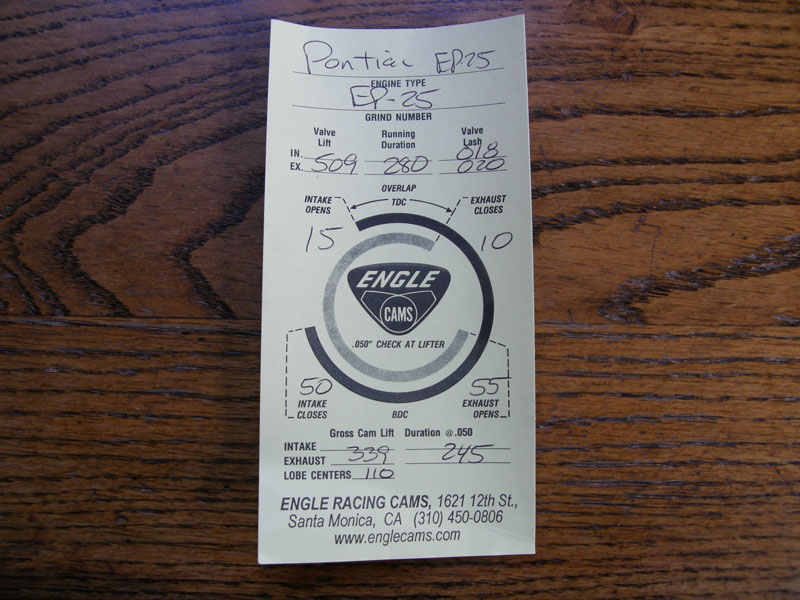 Pontiac EP25
ENGINE TYPE
EP-25
GRIND NUMBER
Valve Lift Running Duration Valve Lash
IN. 018
EX. 509 280 020
OVERLAP
INTAKE OPENS TDC EXHAUST CLOSES
15 10
ENGLE
CAMS
.050" CHECK AT LIFTER
50 55
INTAKE CLOSES BDC EXHAUST OPENS
Gross Cam Lift Duration @ .050
INTAKE
EXHAUST 339 245
LOBE CENTERS 110
ENGLE RACING CAMS, 1621 12th St.,
Santa Monica, CA (310) 450-0806
www.englecams.com